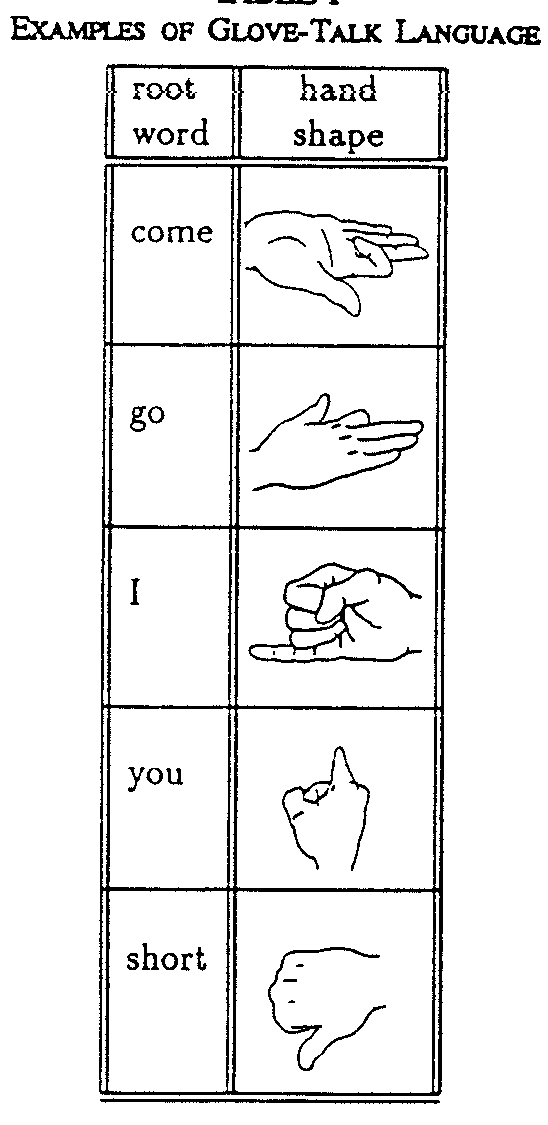 EXAMPLES OF GLOVE-TALK LANGUAGE
root word
hand shape
come
go
I
you
short